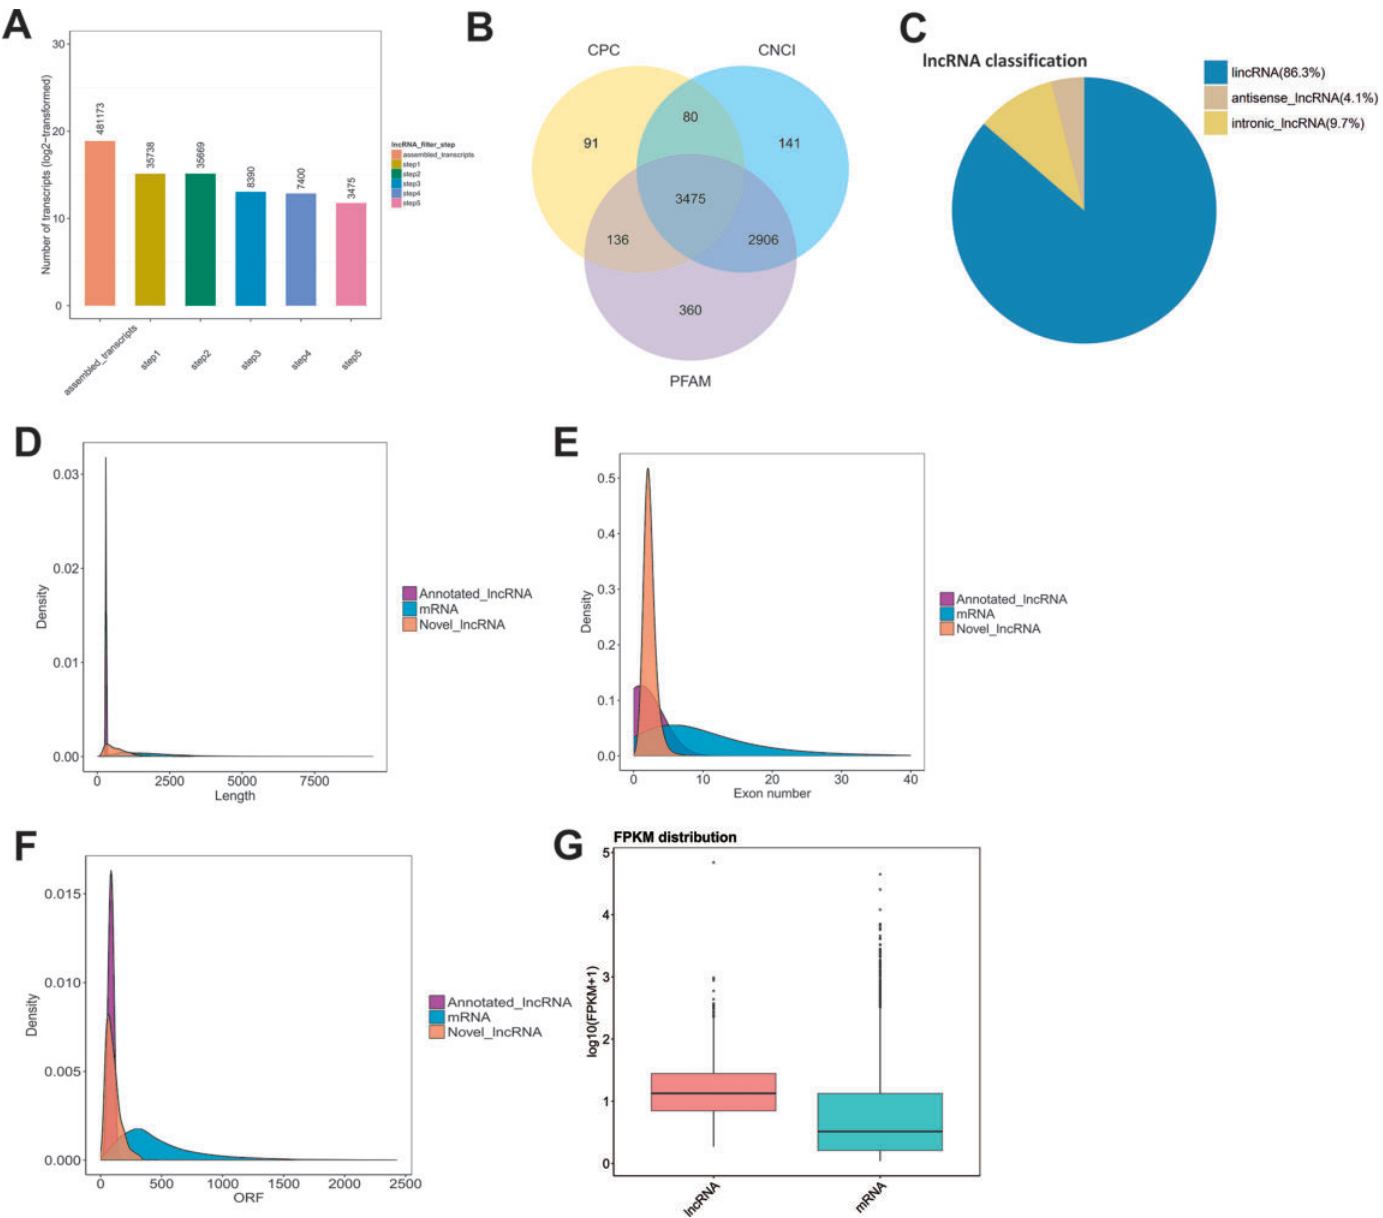 A
30
20
10
0
Number of transcripts (log2−transformed)
481173
35738
35669
8390
7400
3475
assembled_transcripts
step1
step2
step3
step4
step5
lncRNA_filter_step
assembled_transcripts
step1
step2
step3
step4
step5
B
CPC
CNCI
80
91
141
3475
136
2906
360
PFAM
C
lncRNA classification
lincRNA(86.3%)
antisense_lncRNA(4.1%)
intronic_lncRNA(9.7%)
D
0.03
0.02
0.01
0.00
Density
0
2500
5000
7500
Length
Annotated_lncRNA
mRNA
Novel_lncRNA
E
0.5
0.4
0.3
0.2
0.1
0.0
Density
0
10
20
30
40
Exon number
Annotated_lncRNA
mRNA
Novel_lncRNA
F
0.015
0.010
0.005
0.000
Density
0
500
1000
1500
2000
2500
ORF
Annotated_lncRNA
mRNA
Novel_lncRNA
G
FPKM distribution
5
4
3
2
1
0
log10(FPKM+1)
lncRNA
mRNA